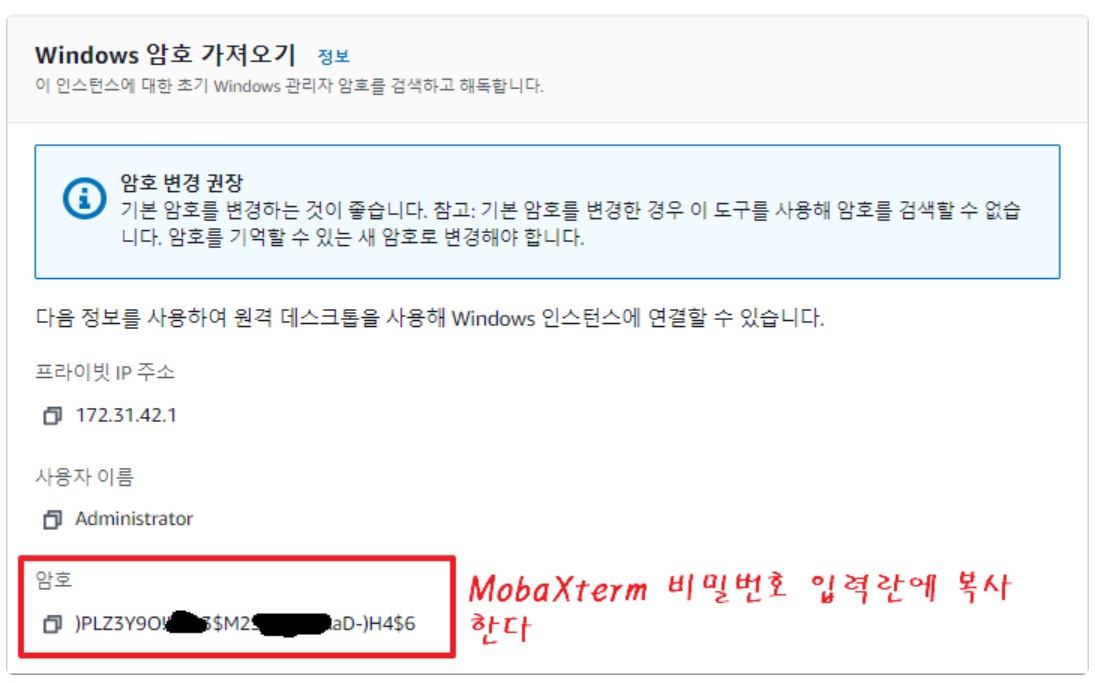 Windows 암호 가져오기 정보
이 인스턴스에 대한 초기 Windows 관리자 암호를 검색하고 해독합니다.
암호 변경 권장
기본 암호를 변경하는 것이 좋습니다. 참고: 기본 암호를 변경한 경우 이 도구를 사용해 암호를 검색할 수 없습
니다. 암호를 기억할 수 있는 새 암호로 변경해야 합니다.
다음 정보를 사용하여 원격 데스크톱을 사용해 Windows 인스턴스에 연결할 수 있습니다.
프라이빗 IP 주소
172.31.42.1
사용자 이름
Administrator
암호
MobaXterm 비밀번호 입력란에 복사
한다